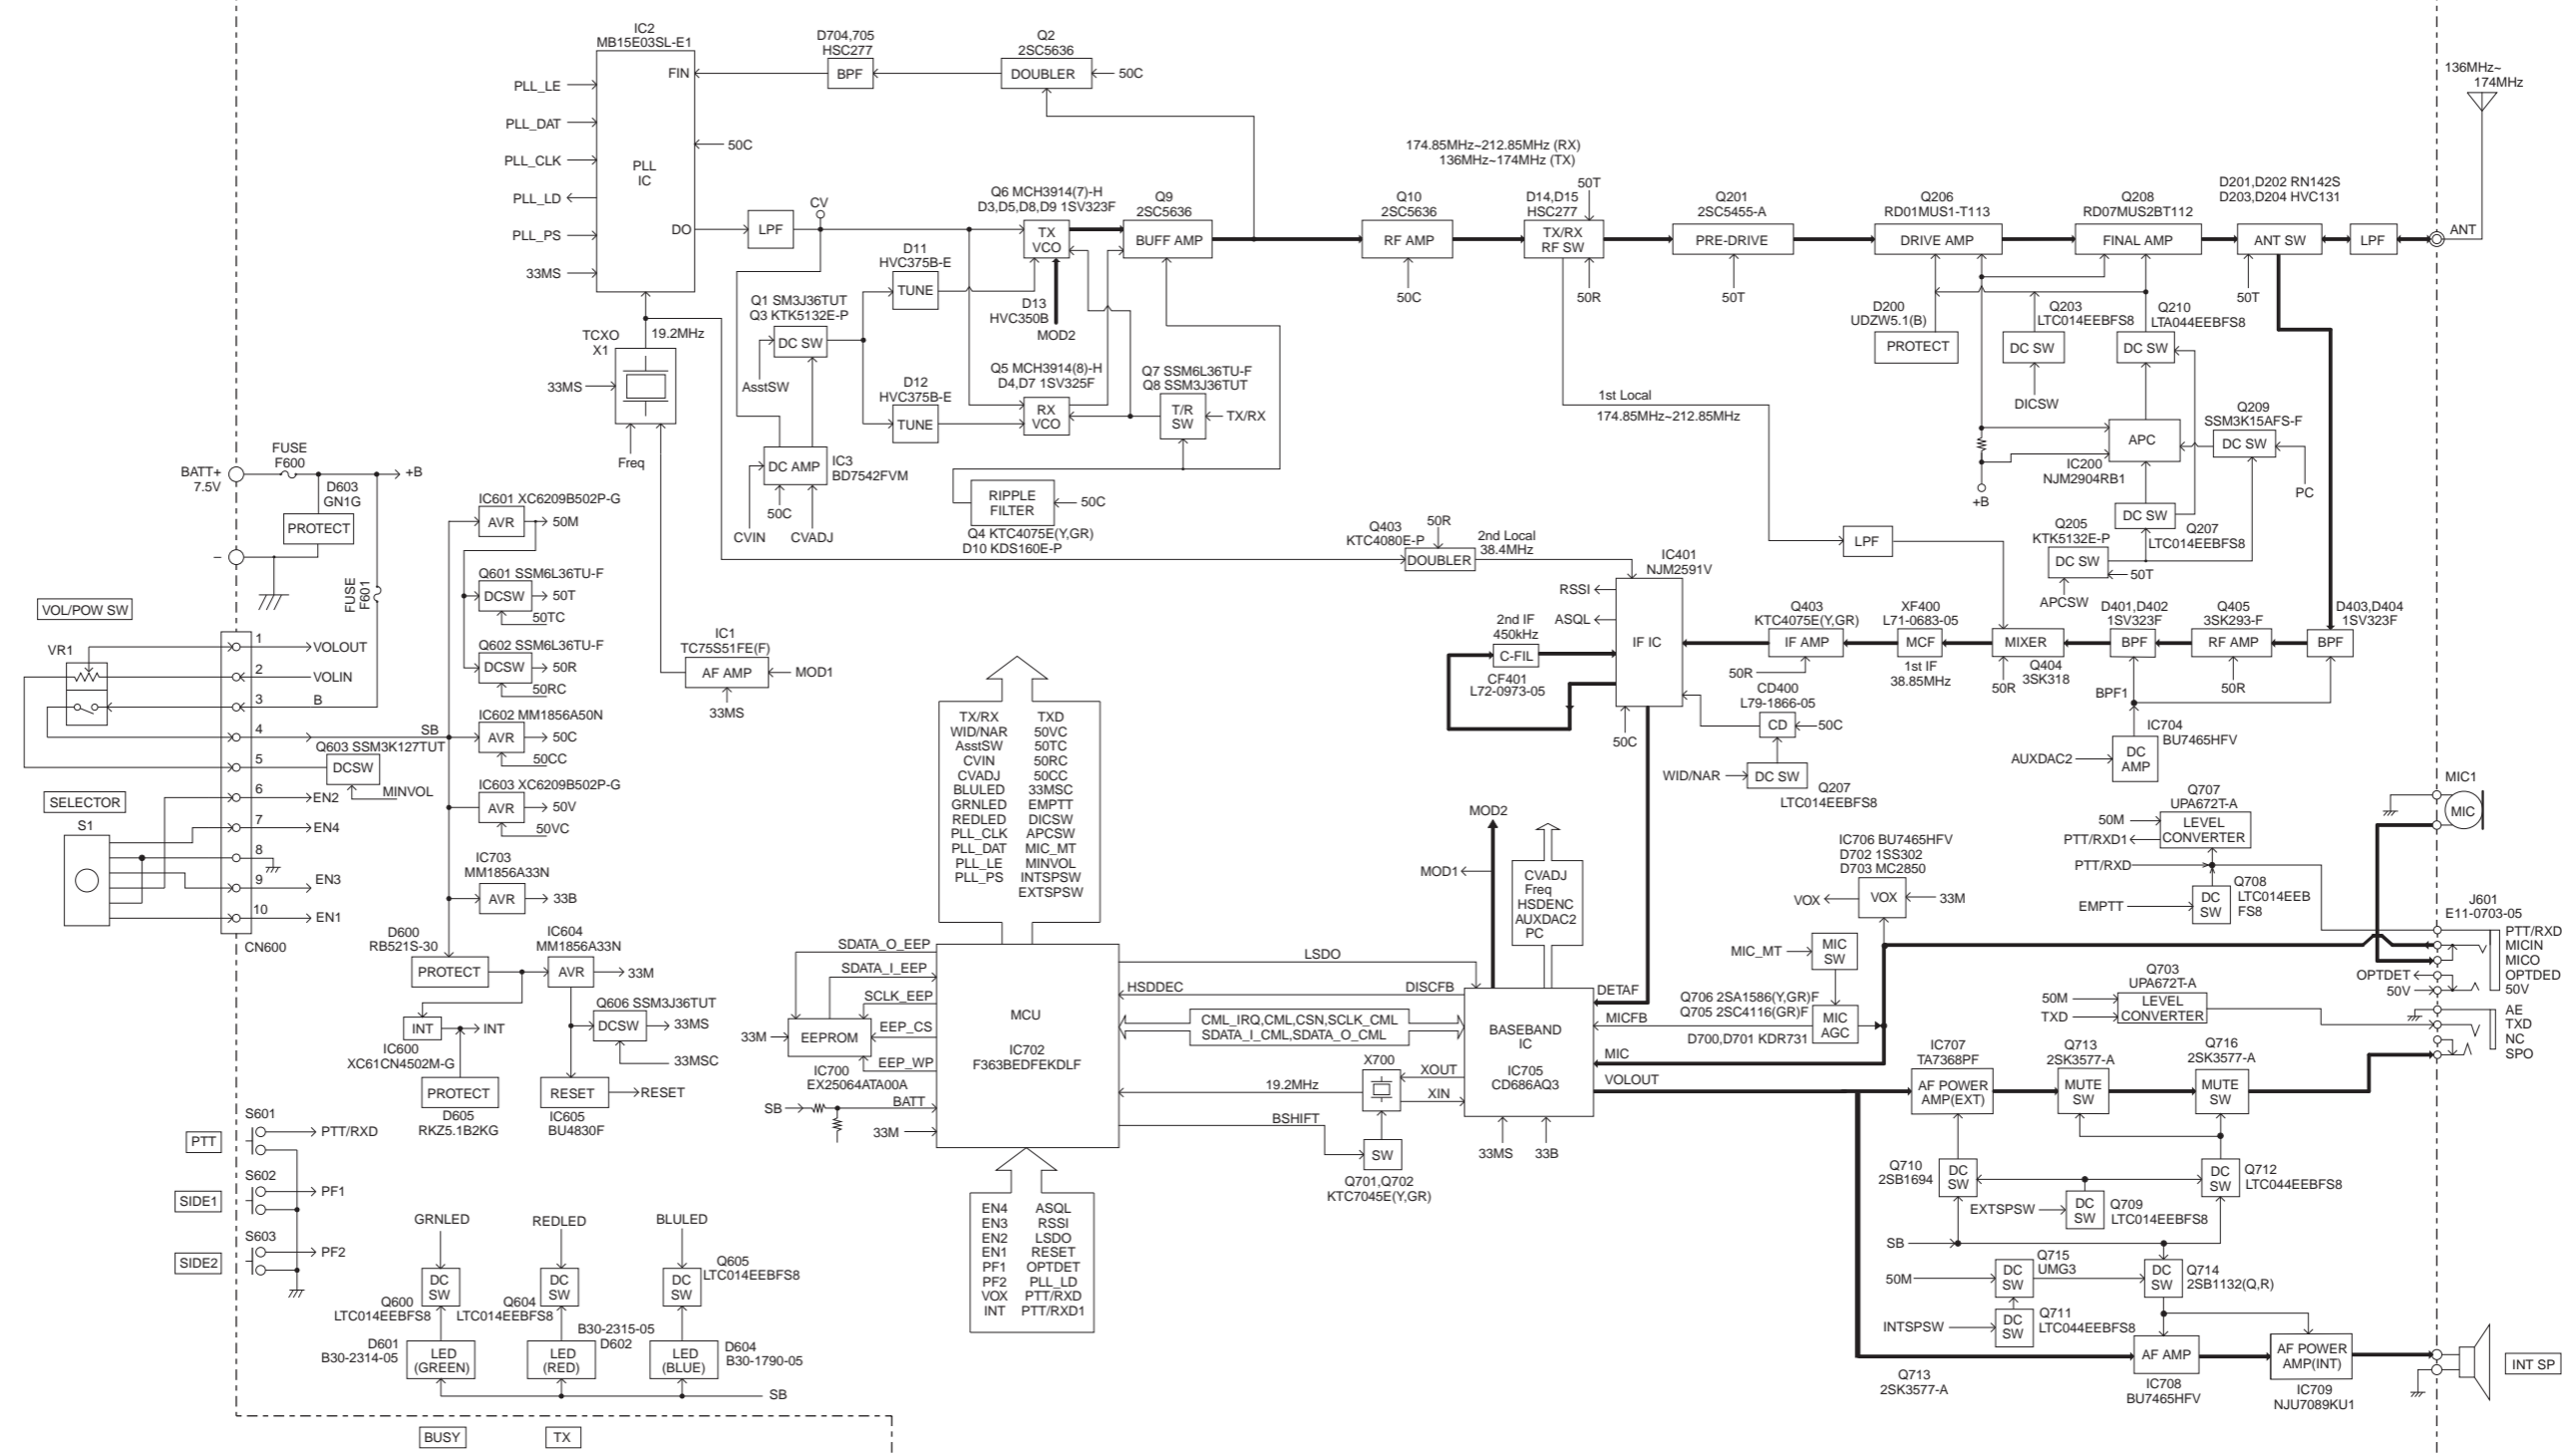 IC2
MB15E03SL-E1
PLL_LE
PLL_DAT
PLL_CLK
PLL_LD
PLL_PS
33MS
FIN
PLL
IC
DO
50C
D704,705
HSC277
BPF
Q2
2SC5636
DOUBLER
50C
136MHz~
174MHz
ANT
LPF
CV
Q6 MCH3914(7)-H
D3,D5,D8,D9 1SV323F
TX
VCO
Q9
2SC5636
BUFF AMP
Q10
2SC5636
RF AMP
50C
174.85MHz~212.85MHz (RX)
136MHz~174MHz (TX)
D14,D15
HSC277
50T
TX/RX
RF SW
50R
Q201
2SC5455-A
PRE-DRIVE
50T
Q206
RD01MUS1-T113
DRIVE AMP
Q208
RD07MUS2BT112
FINAL AMP
D201,D202 RN142S
D203,D204 HVC131
ANT SW
50T
LPF
D11
HVC375B-E
TUNE
D13
HVC350B
MOD2
Q1 SM3J36TUT
Q3 KTK5132E-P
DC SW
AsstSW
D12
HVC375B-E
TUNE
Q5 MCH3914(8)-H
D4,D7 1SV325F
RX
VCO
Q7 SSM6L36TU-F
Q8 SSM3J36TUT
T/R
SW
TX/RX
TCXO
X1
19.2MHz
33MS
Freq
DC AMP
IC3
BD7542FVM
50C
CVIN
CVADJ
RIPPLE
FILTER
50C
Q4 KTC4075E(Y,GR)
D10 KDS160E-P
D200
UDZW5.1(B)
PROTECT
Q203
LTC014EEBFS8
DC SW
DICSW
Q210
LTA044EEBFS8
DC SW
APC
IC200
NJM2904RB1
+B
Q209
SSM3K15AFS-F
DC SW
PC
DC SW
Q207
LTC014EEBFS8
Q205
KTK5132E-P
DC SW
50T
APCSW
1st Local
174.85MHz~212.85MHz
LPF
BATT+
7.5V
FUSE
F600
+B
D603
GN1G
PROTECT
–
FUSE
F601
VOL/POW SW
VR1
1
VOLOUT
2
VOLIN
3
B
4
SB
5
6
EN2
7
EN4
8
9
EN3
10
EN1
CN600
Q603 SSM3K127TUT
DCSW
MINVOL
SELECTOR
S1
IC601 XC6209B502P-G
AVR
50M
Q601 SSM6L36TU-F
DCSW
50T
50TC
Q602 SSM6L36TU-F
DCSW
50R
50RC
IC602 MM1856A50N
AVR
50C
50CC
IC603 XC6209B502P-G
AVR
50V
50VC
IC703
MM1856A33N
AVR
33B
D600
RB521S-30
PROTECT
IC604
MM1856A33N
AVR
33M
Q606 SSM3J36TUT
DCSW
33MS
33MSC
INT
INT
IC600
XC61CN4502M-G
PROTECT
D605
RKZ5.1B2KG
RESET
RESET
IC605
BU4830F
IC1
TC75S51FE(F)
AF AMP
MOD1
33MS
Q403
KTC4080E-P
50R
DOUBLER
2nd Local
38.4MHz
IC401
NJM2591V
IF IC
RSSI
ASQL
2nd IF
450kHz
C-FIL
CF401
L72-0973-05
50C
Q403
KTC4075E(Y,GR)
IF AMP
50R
XF400
L71-0683-05
MCF
1st IF
38.85MHz
MIXER
Q404
3SK318
50R
D401,D402
1SV323F
BPF
BPF1
Q405
3SK293-F
RF AMP
50R
D403,D404
1SV323F
BPF
CD400
L79-1866-05
CD
50C
WID/NAR
DC SW
Q207
LTC014EEBFS8
IC704
BU7465HFV
DC
AMP
AUXDAC2
TX/RX TXD
WID/NAR 50VC
AsstSW 50TC
CVIN 50RC
CVADJ 50CC
BLULED 33MSC
GRNLED EMPTT
REDLED DICSW
PLL_CLK APCSW
PLL_DAT MIC_MT
PLL_LE MINVOL
PLL_PS INTSPSW
EXTSPSW
MOD2
MOD1
CVADJ
Freq
HSDENC
AUXDAC2
PC
IC706 BU7465HFV
D702 1SS302
D703 MC2850
VOX
VOX
33M
MIC_MT
MIC
SW
Q706 2SA1586(Y,GR)F
Q705 2SC4116(GR)F
MIC
AGC
D700,D701 KDR731
Q707
UPA672T-A
LEVEL
CONVERTER
50M
PTT/RXD1
PTT/RXD
Q708
LTC014EEB
FS8
DC
SW
EMPTT
MIC1
MIC
J601
E11-0703-05
PTT/RXD
MICIN
MICO
OPTDET
OPTDED
50V
50V
AE
TXD
NC
SPO
Q703
UPA672T-A
LEVEL
CONVERTER
50M
TXD
SDATA_O_EEP
SDATA_I_EEP
SCLK_EEP
EEP_CS
EEP_WP
33M
EEPROM
IC700
EX25064ATA00A
SB
BATT
33M
MCU
IC702
F363BEDFEKDLF
LSDO
HSDDEC
DISCFB
CML_IRQ,CML,CSN,SCLK_CML
SDATA_I_CML,SDATA_O_CML
19.2MHz
BSHIFT
X700
XOUT
XIN
SW
Q701,Q702
KTC7045E(Y,GR)
BASEBAND
IC
IC705
CD686AQ3
DETAF
MICFB
MIC
VOLOUT
33MS
33B
EN4 ASQL
EN3 RSSI
EN2 LSDO
EN1 RESET
PF1 OPTDET
PF2 PLL_LD
VOX PTT/RXD
INT PTT/RXD1
IC707
TA7368PF
AF POWER
AMP(EXT)
Q713
2SK3577-A
MUTE
SW
Q716
2SK3577-A
MUTE
SW
Q710
2SB1694
DC
SW
Q712
LTC044EEBFS8
DC
SW
EXTSPSW
DC
SW
Q709
LTC014EEBFS8
SB
Q715
UMG3
DC
SW
50M
DC
SW
Q714
2SB1132(Q,R)
INTSPSW
DC
SW
Q711
LTC044EEBFS8
Q713
2SK3577-A
AF AMP
IC708
BU7465HFV
AF POWER
AMP(INT)
IC709
NJU7089KU1
INT SP
PTT
S601
PTT/RXD
SIDE1
S602
PF1
SIDE2
S603
PF2
GRNLED
REDLED
BLULED
DC
SW
Q600
LTC014EEBFS8
DC
SW
Q604
LTC014EEBFS8
DC
SW
Q605
LTC014EEBFS8
D601
B30-2314-05
LED
(GREEN)
B30-2315-05
D602
LED
(RED)
LED
(BLUE)
D604
B30-1790-05
SB
BUSY
TX